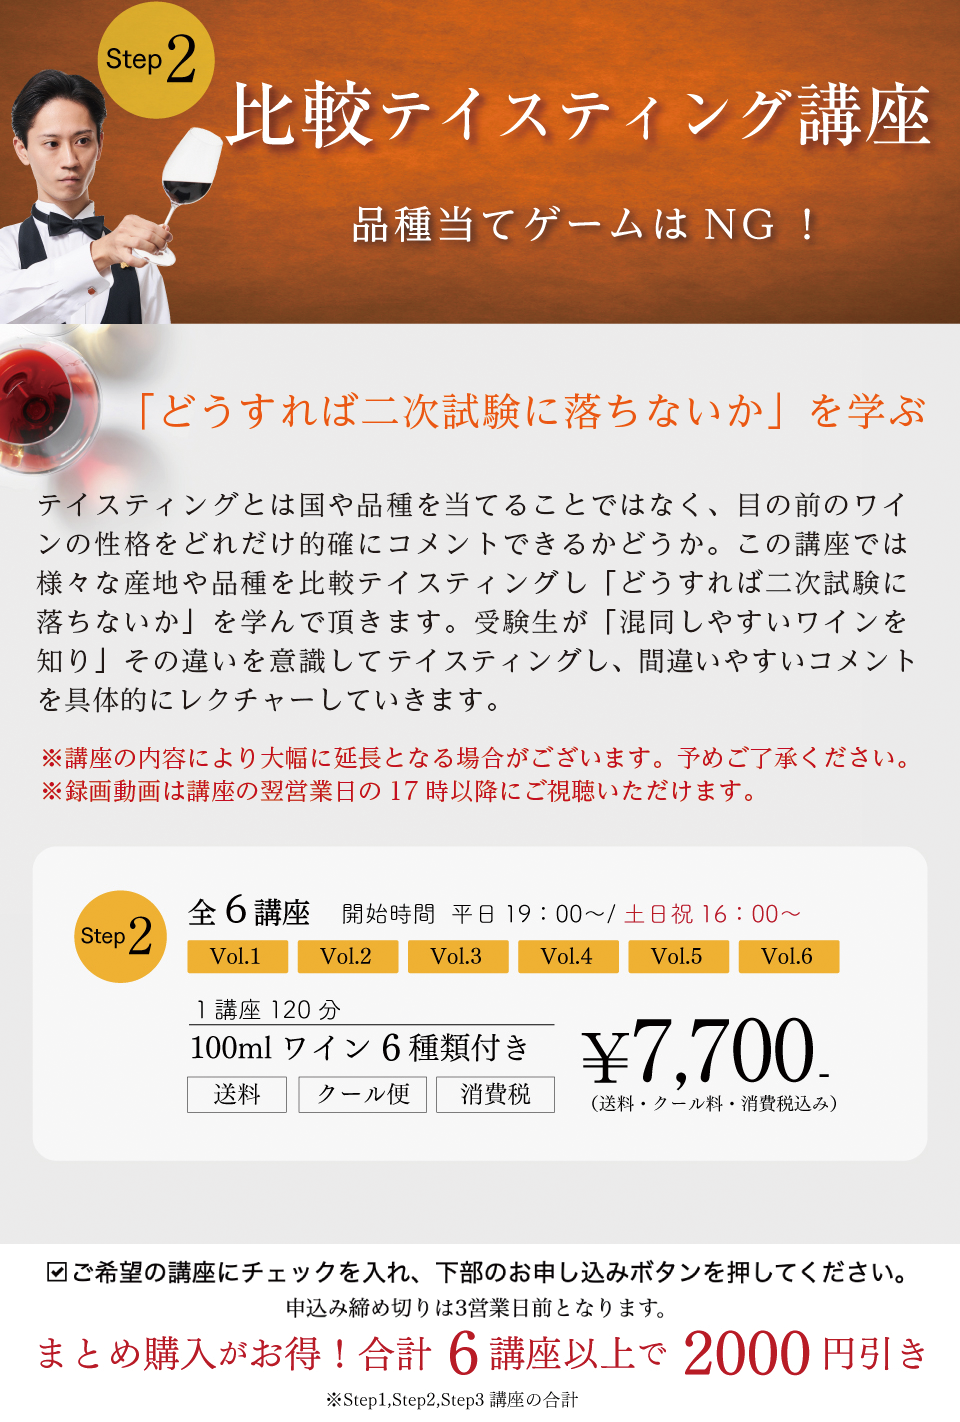 Step 2
比較テイスティング講座
品種当てゲームは NG ！
「どうすれば二次試験に落ちないか」を学ぶ
テイスティングとは国や品種を当てることではなく、目の前のワイ
ンの性格をどれだけ的確にコメントできるかどうか。この講座では
様々な産地や品種を比較テイスティングし「どうすれば二次試験に
落ちないか」を学んで頂きます。受験生が「混同しやすいワインを
知り」その違いを意識してテイスティングし、間違いやすいコメント
を具体的にレクチャーしていきます。
※講座の内容により大幅に延長となる場合がございます。予めご了承ください。
※録画動画は講座の翌営業日の 17 時以降にご視聴いただけます。
Step 2
全 6 講座 開始時間 平日 19：00～/ 土日祝 16：00～
Vol.1 Vol.2 Vol.3 Vol.4 Vol.5 Vol.6
1 講座 120 分
100ml ワイン 6 種類付き
送料 クール便 消費税
¥7,700-
（送料・クール料・消費税込み）
☑ご希望の講座にチェックを入れ、下部のお申し込みボタンを押してください。
申込み締め切りは3営業日前となります。
まとめ購入がお得！合計 6 講座以上で 2000 円引き
※Step1,Step2,Step3 講座の合計